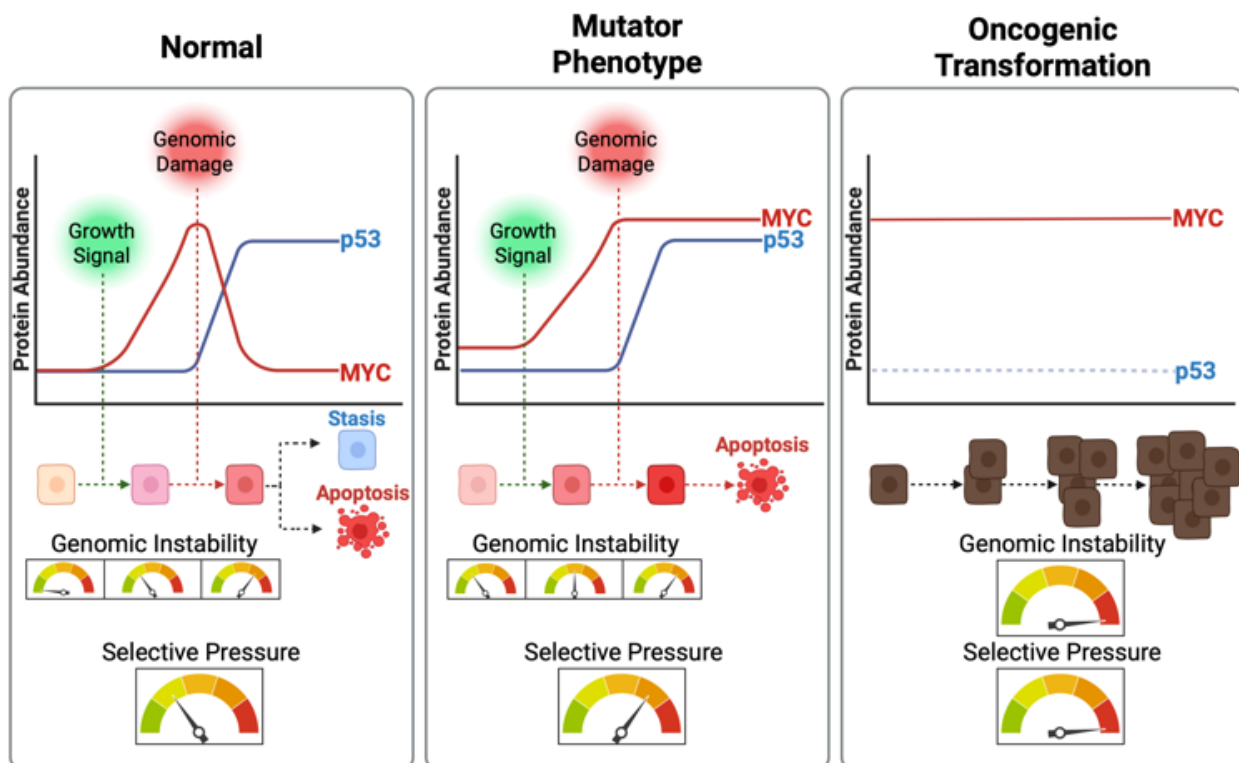 Normal
Genomic
Damage
Growth
Signal
Protein Abundance
p53
MYC
Stasis
Apoptosis
Genomic Instability
Selective Pressure
Mutator
Phenotype
Genomic
Damage
Growth
Signal
Protein Abundance
MYC
p53
Apoptosis
Genomic Instability
Selective Pressure
Oncogenic
Transformation
Protein Abundance
MYC
p53
Genomic Instability
Selective Pressure